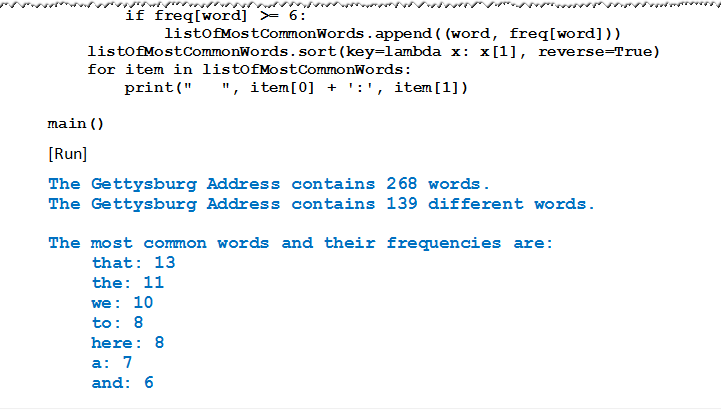 if freq[word] >= 6:
listOfMostCommonWords.append((word, freq[word]))
listOfMostCommonWords.sort(key=lambda x: x[1], reverse=True)
for item in listOfMostCommonWords:
print("   ", item[0] + ':', item[1])
main()
[Run]
The Gettysburg Address contains 268 words.
The Gettysburg Address contains 139 different words.
The most common words and their frequencies are:
that: 13
the: 11
we: 10
to: 8
here: 8
a: 7
and: 6